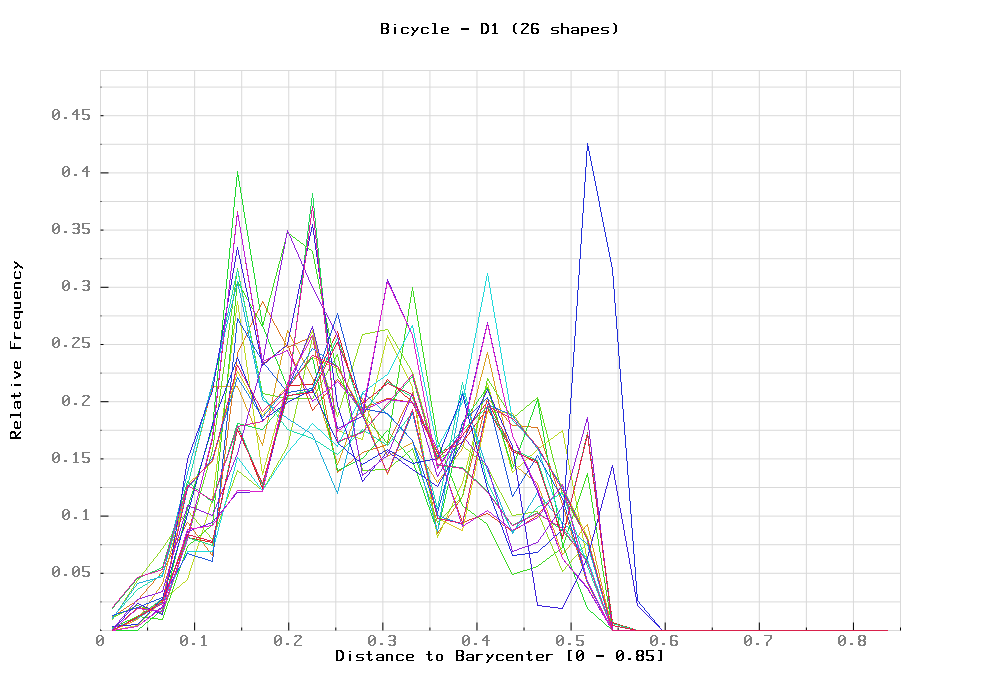 Bicycle - D1 (26 shapes)
Relative Frequency
0.45
0.4
0.35
0.3
0.25
0.2
0.15
0.1
0.05
0 0.1 0.2 0.3 0.4 0.5 0.6 0.7 0.8
Distance to Barycenter [0 - 0.85]